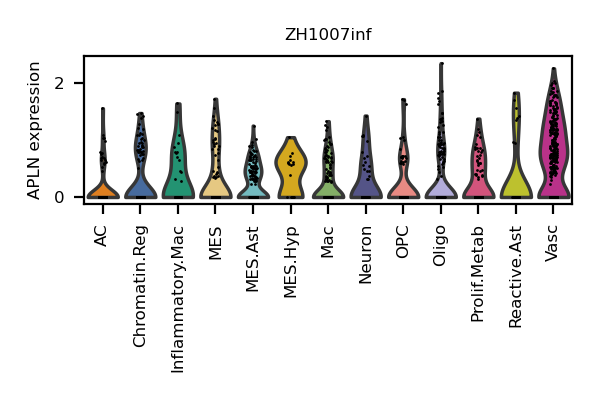 ZH1007inf
APLN expression
2
0
AC
Chromatin.Reg
Inflammatory.Mac
MES
MES.Ast
MES.Hyp
Mac
Neuron
OPC
Oligo
Prolif.Metab
Reactive.Ast
Vasc